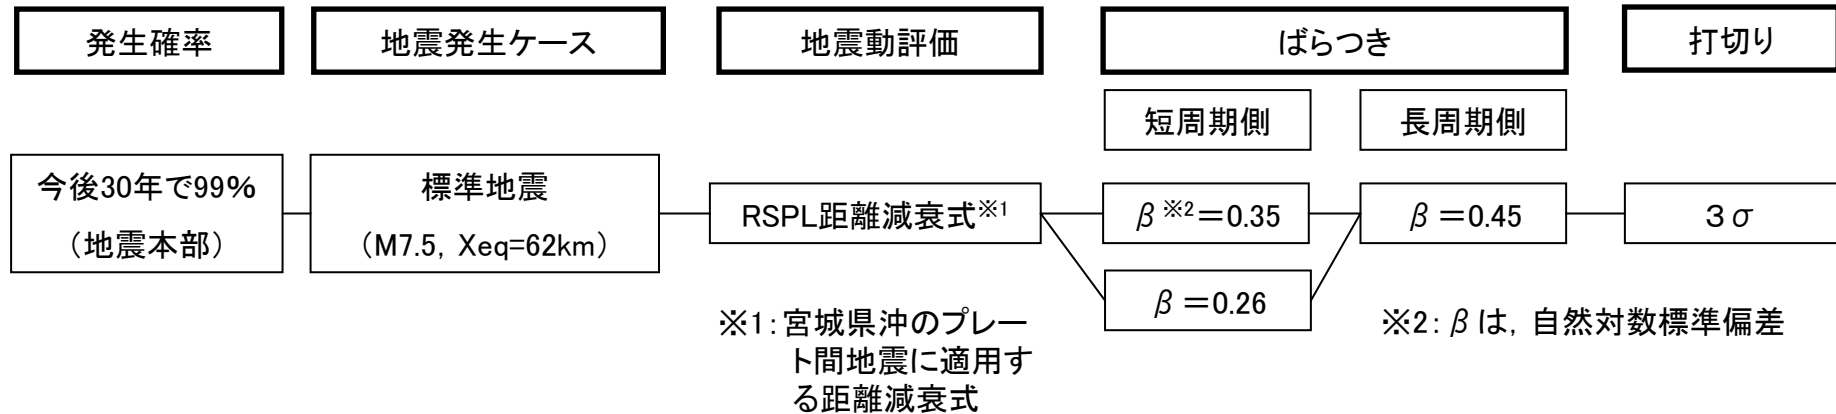 発生確率
地震発生ケース
地震動評価
ばらつき
打切り
短周期側
長周期側
今後30年で99%
（地震本部）
標準地震
（M7.5, Xeq=62km）
RSPL距離減衰式※1
β※2＝0.35
β＝0.45
3σ
β＝0.26
※1：宮城県沖のプレー
ト間地震に適用す
る距離減衰式
※2：βは，自然対数標準偏差